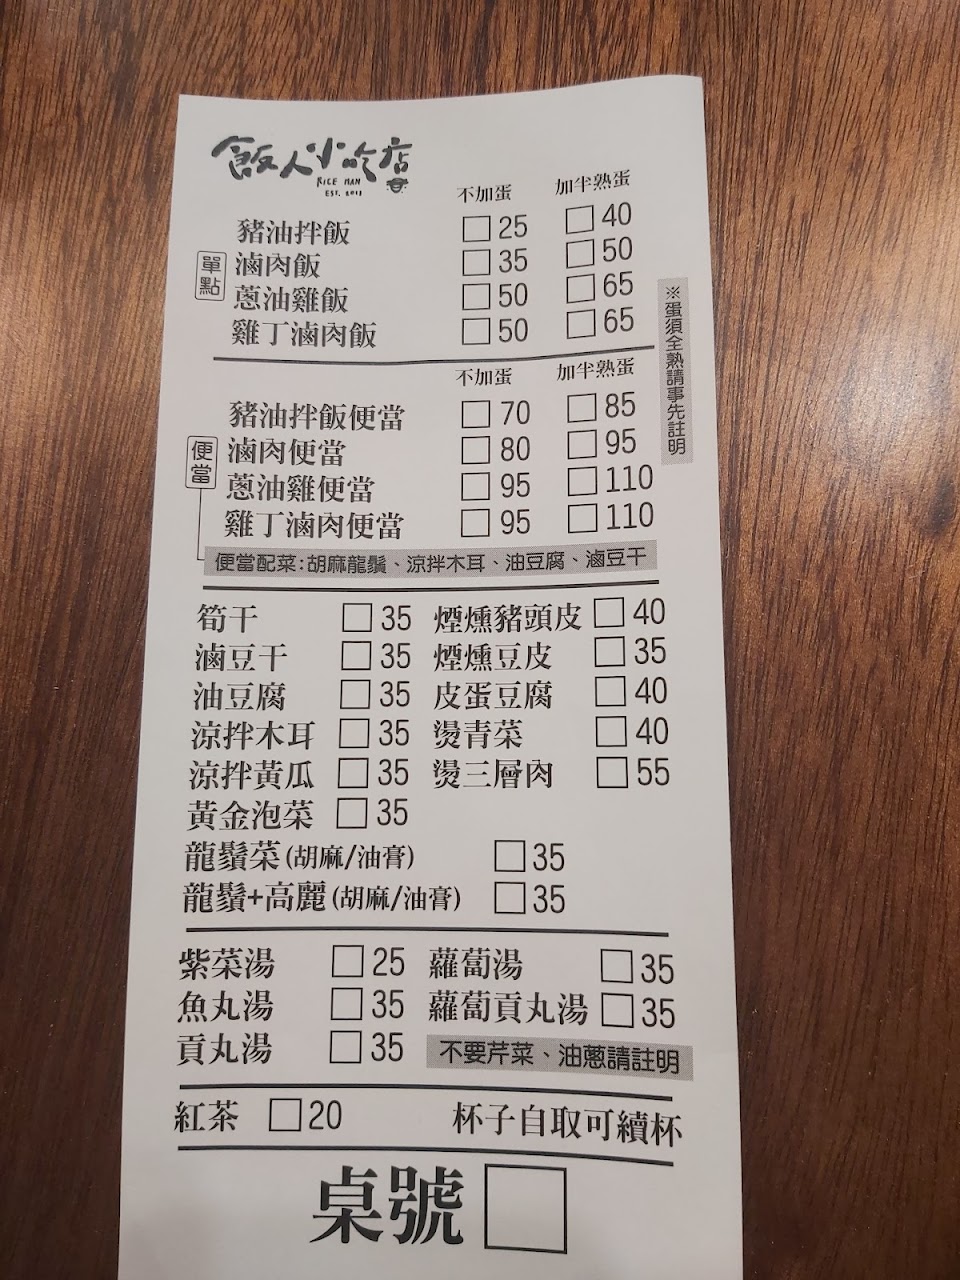 飯人小吃店
RICE MAN
EST. 2013
不加蛋 加半熟蛋
單點
豬油拌飯 □25 □40
滷肉飯 □35 □50
蔥油雞飯 □50 □65
雞丁滷肉飯 □50 □65
※蛋須全熟請事先註明
不加蛋 加半熟蛋
便當
豬油拌飯便當 □70 □85
滷肉便當 □80 □95
蔥油雞便當 □95 □110
雞丁滷肉便當 □95 □110
便當配菜:胡麻龍鬚、涼拌木耳、油豆腐、滷豆干
筍干 □35 煙燻豬頭皮 □40
滷豆干 □35 煙燻豆皮 □35
油豆腐 □35 皮蛋豆腐 □40
涼拌木耳 □35 燙青菜 □40
涼拌黃瓜 □35 燙三層肉 □55
黃金泡菜 □35
龍鬚菜(胡麻/油膏) □35
龍鬚+高麗(胡麻/油膏) □35
紫菜湯 □25 蘿蔔湯 □35
魚丸湯 □35 蘿蔔貢丸湯 □35
貢丸湯 □35 不要芹菜、油蔥請註明
紅茶 □20 杯子自取可續杯
桌號 □